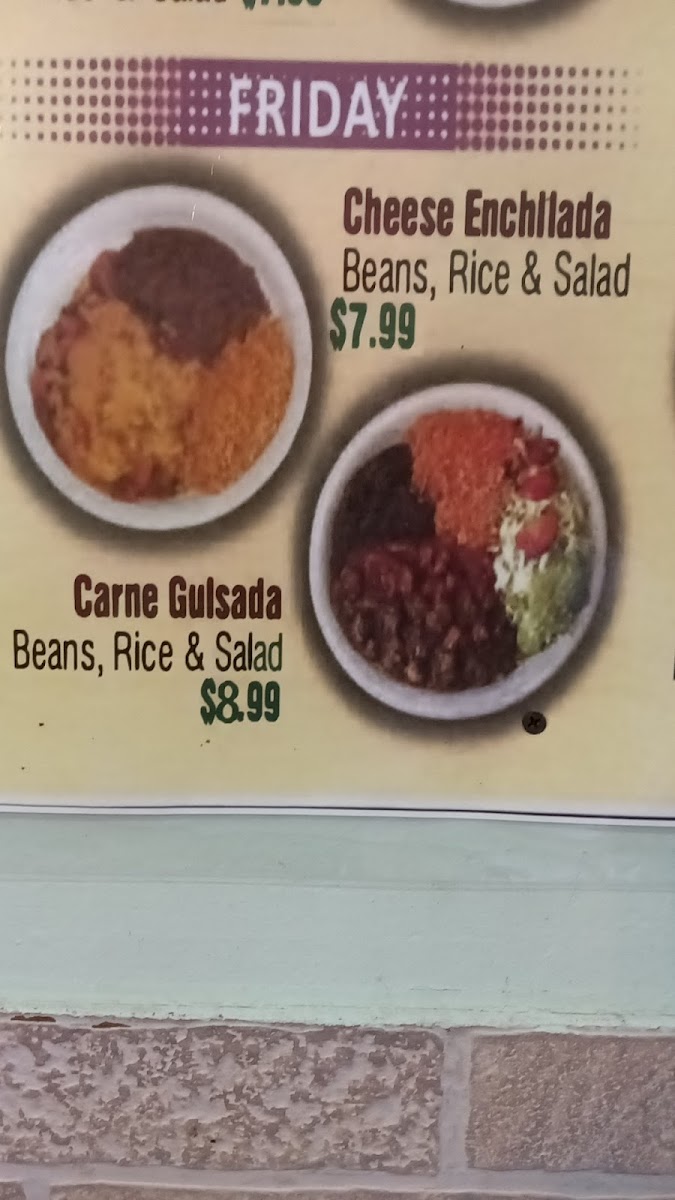 FRIDAY
Cheese Enchilada
Beans, Rice & Salad
$7.99
Carne Guisada
Beans, Rice & Salad
$8.99